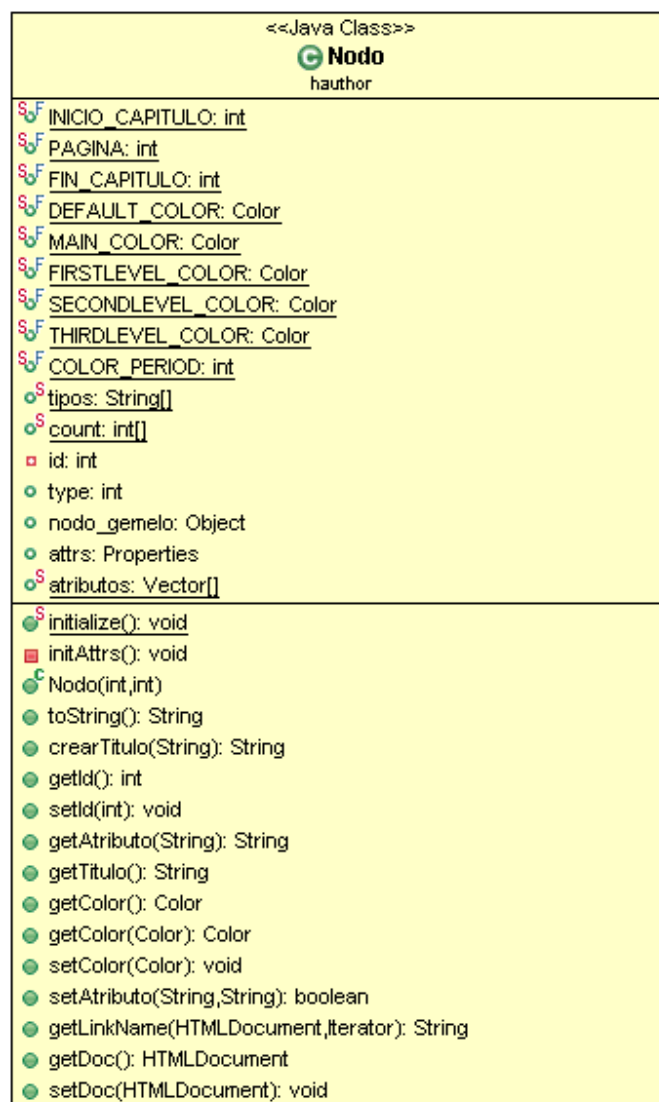 <<Java Class>>
C Nodo
hauthor
S F INICIO_CAPITULO: int
S F PAGINA: int
S F FIN_CAPITULO: int
S F DEFAULT_COLOR: Color
S F MAIN_COLOR: Color
S F FIRSTLEVEL_COLOR: Color
S F SECONDLEVEL_COLOR: Color
S F THIRDLEVEL_COLOR: Color
S F COLOR_PERIOD: int
S tipos: String[]
S count: int[]
id: int
type: int
nodo_gemelo: Object
attrs: Properties
S atributos: Vector[]
S initialize(): void
initAttrs(): void
C Nodo(int,int)
toString(): String
crearTitulo(String): String
getId(): int
setId(int): void
getAtributo(String): String
getTitulo(): String
getColor(): Color
getColor(Color): Color
setColor(Color): void
setAtributo(String,String): boolean
getLinkName(HTMLDocument,Iterator): String
getDoc(): HTMLDocument
setDoc(HTMLDocument): void